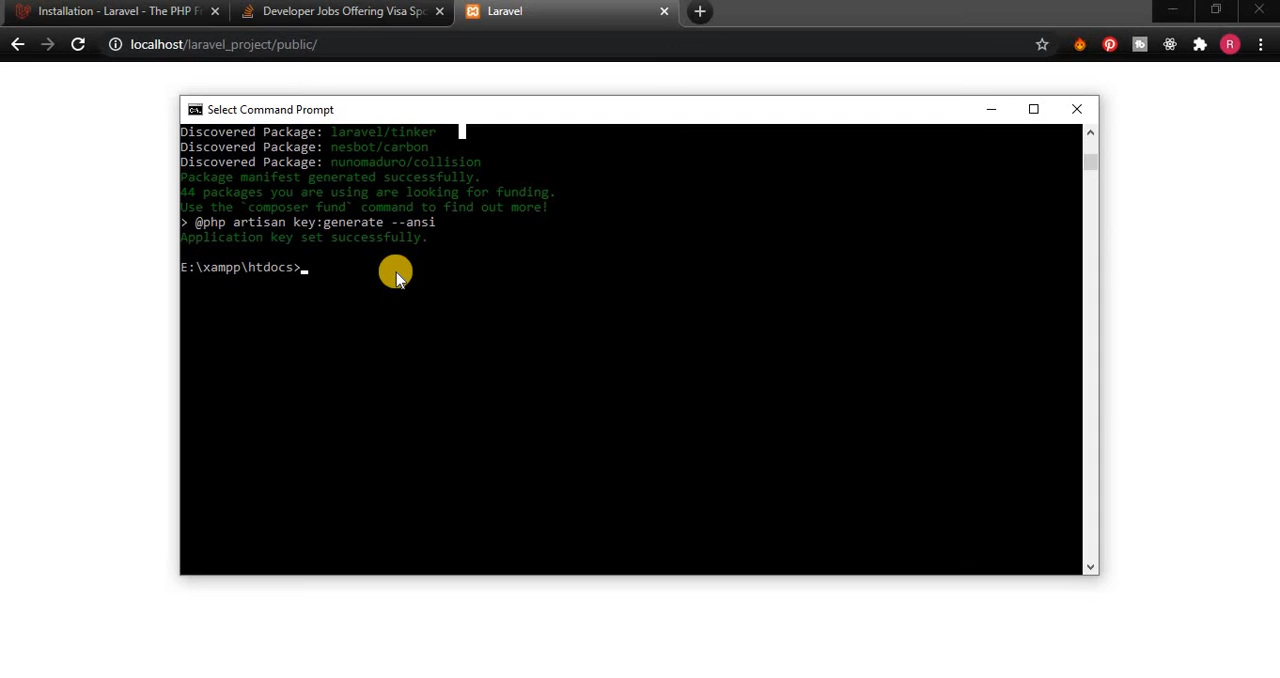 Installation - Laravel - The PHP Fr
Developer Jobs Offering Visa Spo
Laravel
localhost/laravel_project/public/
R
Select Command Prompt
Discovered Package: laravel/tinker
Discovered Package: nesbot/carbon
Discovered Package: nunomaduro/collision
Package manifest generated successfully.
44 packages you are using are looking for funding.
Use the `composer fund` command to find out more!
> @php artisan key:generate --ansi
Application key set successfully.
E:\xampp\htdocs>